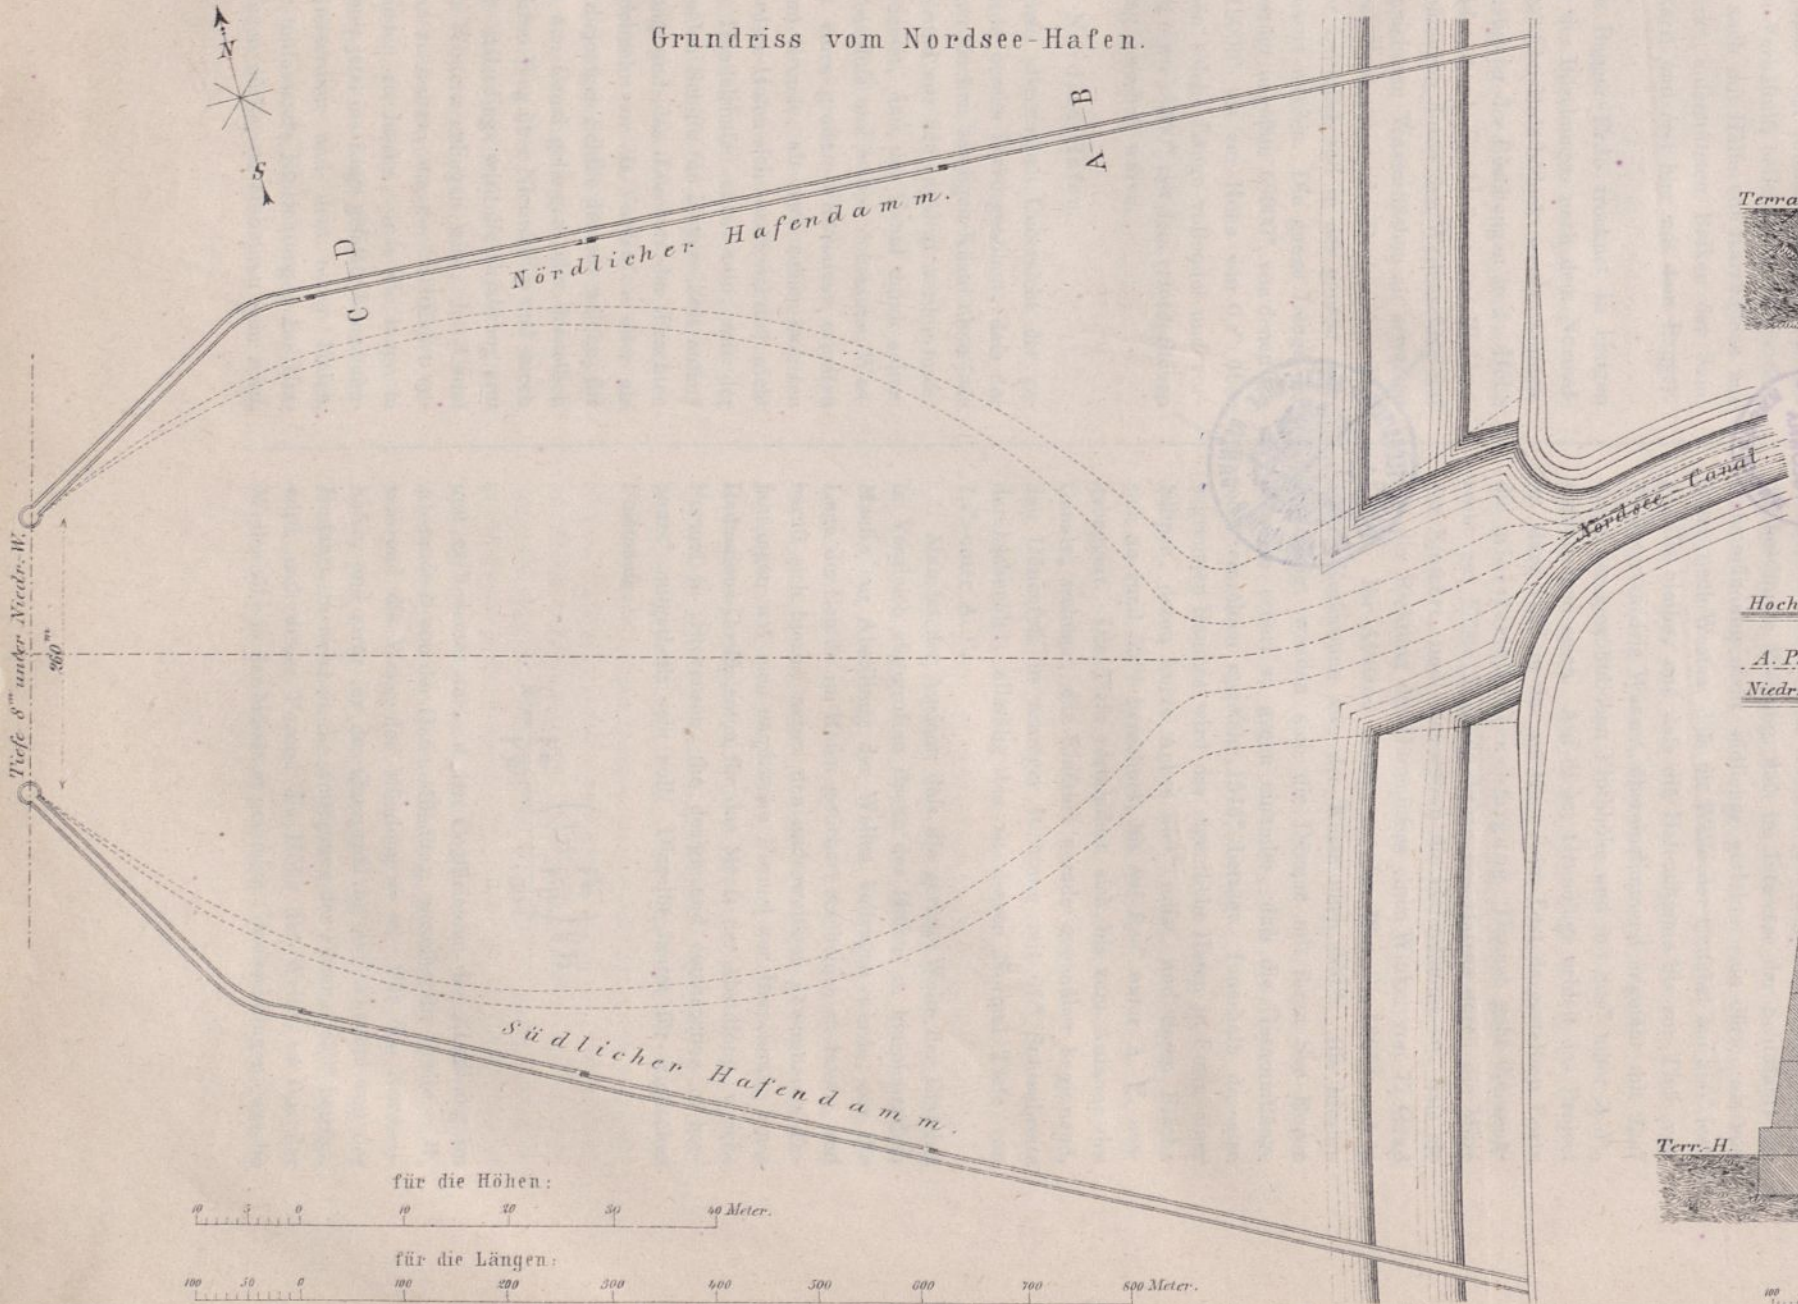 Grundriss vom Nordsee-Hafen.
N
S
B
A
D
C
Nördlicher Hafendamm.
Terra
Nordsee-Canal.
Tiefe 8m unter Niedr. W.
260m
Hoch
A. P.
Niedr.
Südlicher Hafendamm.
Terr.-H.
für die Höhen:
10 5 0 10 20 30 40 Meter.
für die Längen:
100 50 0 100 200 300 400 500 600 700 800 Meter.
100